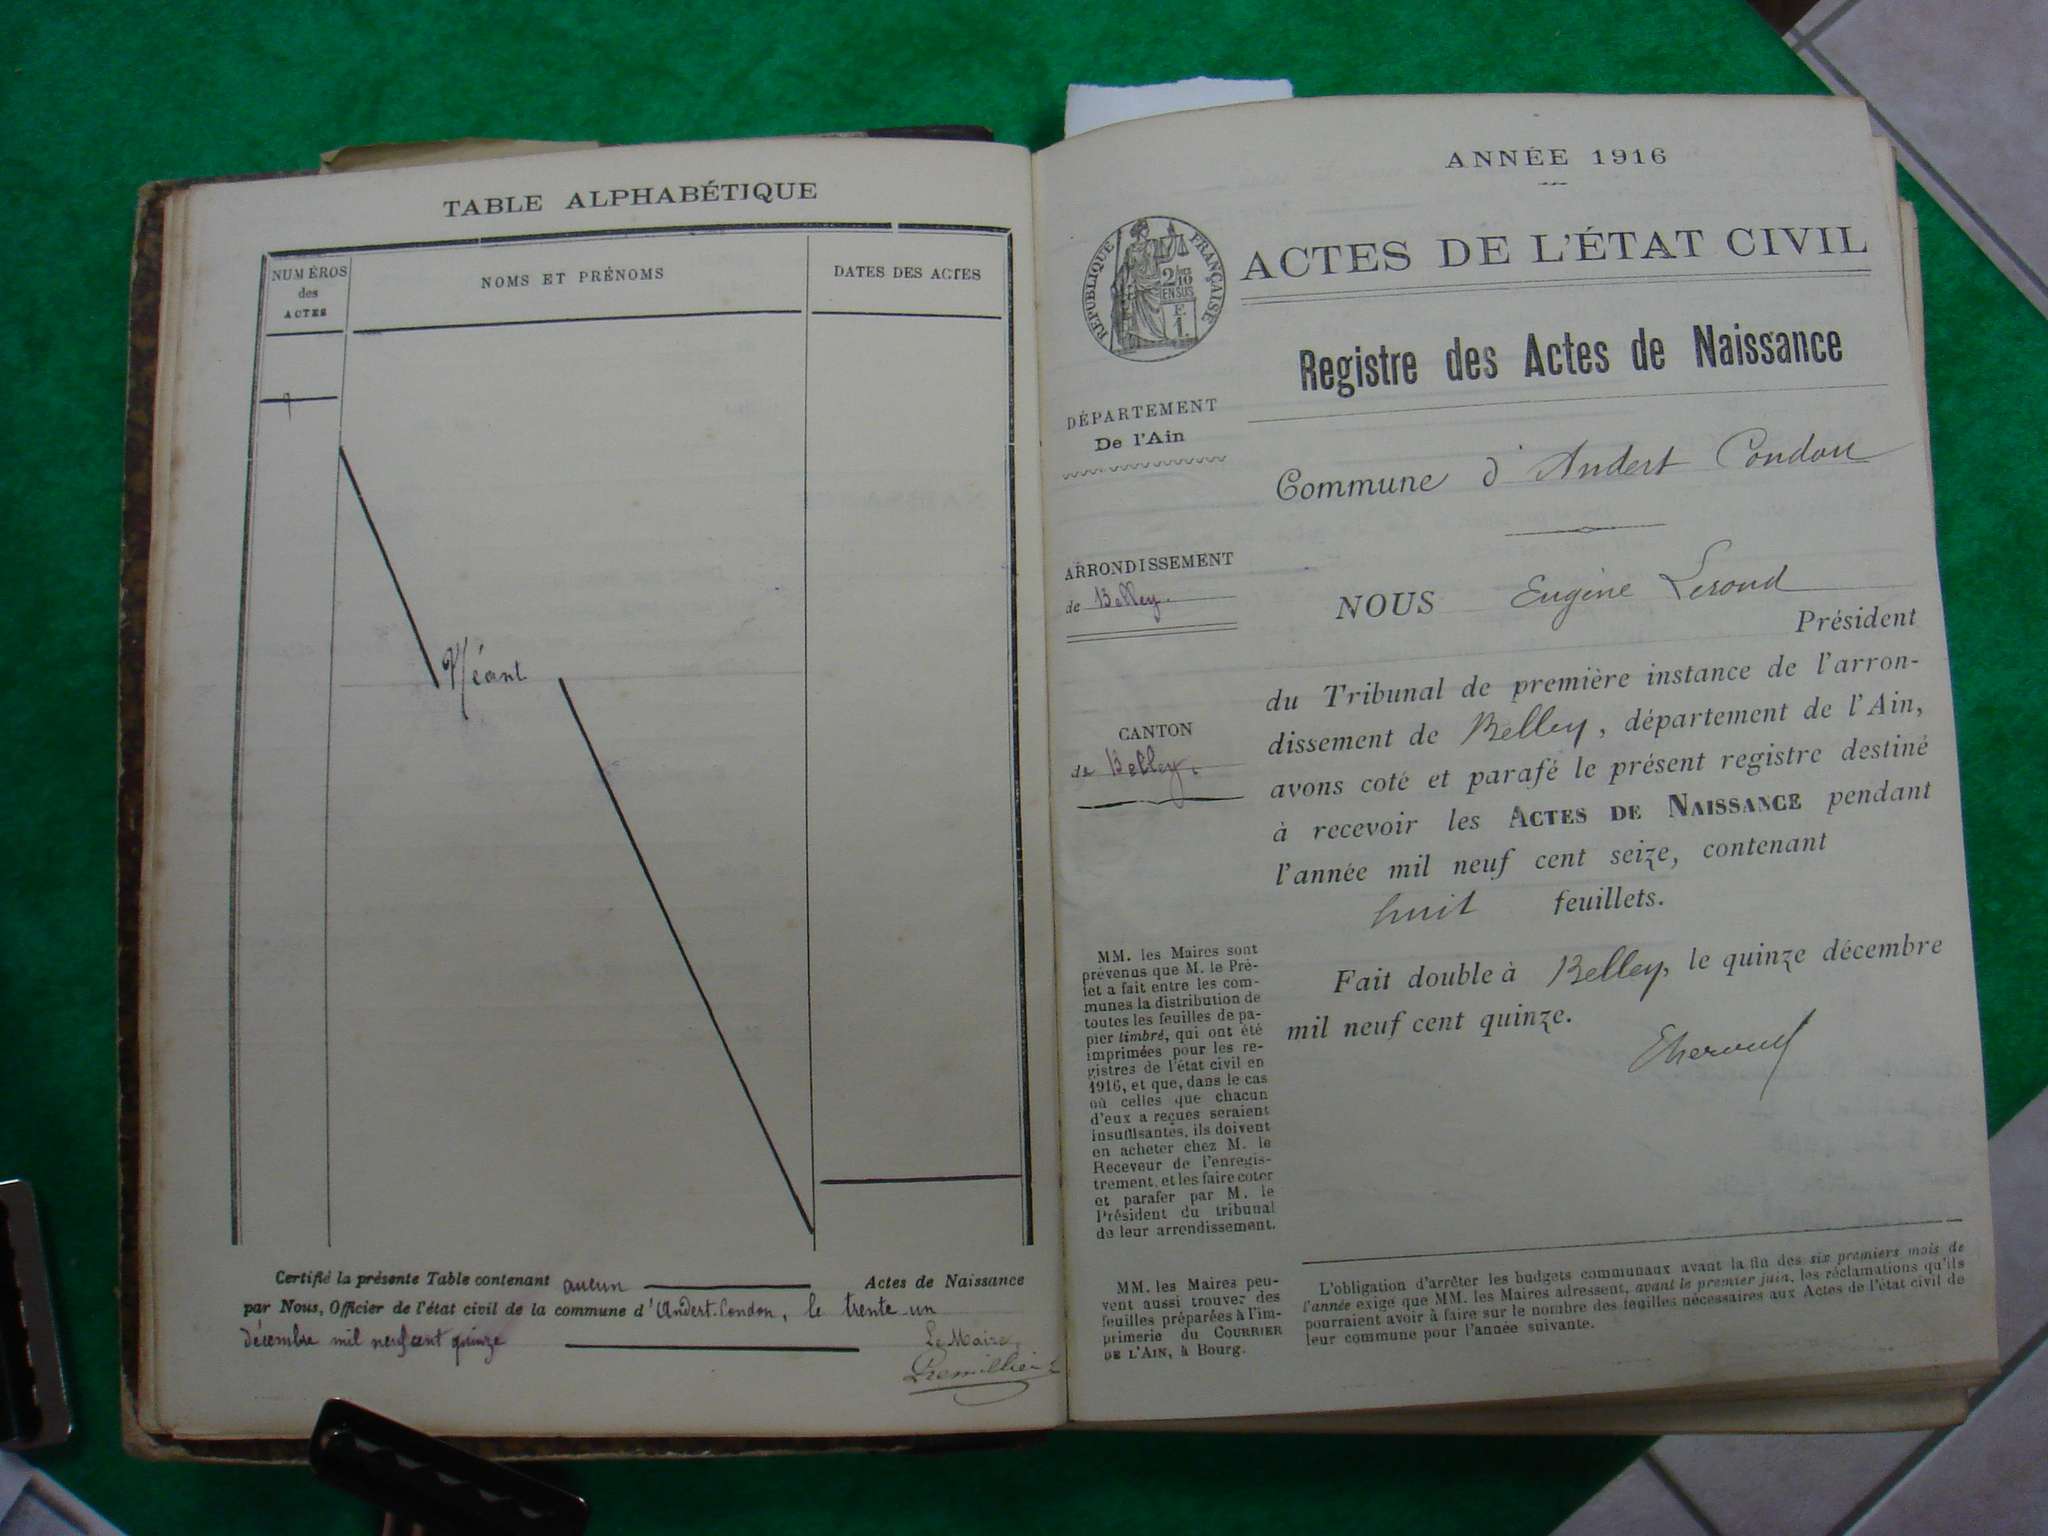 TABLE ALPHABÉTIQUE
NUMÉROS
des
ACTES
NOMS ET PRÉNOMS
DATES DES ACTES
Néant
Certifié la présente Table contenant aucun Actes de Naissance
par Nous, Officier de l'état civil de la commune d'Andert-Condon, le trente-un
décembre mil neuf cent quinze
Le Maire,
ANNÉE 1916
RÉPUBLIQUE FRANÇAISE
2/10
EN SUS
F.
1.
ACTES DE L'ÉTAT CIVIL
Registre des Actes de Naissance
DÉPARTEMENT
De l'Ain
Commune d'Andert Condon
ARRONDISSEMENT
de Belley.
NOUS Eugène
Président
du Tribunal de première instance de l'arron-
dissement de Belley, département de l'Ain,
CANTON
de Belley.
avons coté et parafé le présent registre destiné
à recevoir les ACTES DE NAISSANCE pendant
l'année mil neuf cent seize, contenant
huit feuillets.
Fait double à Belley, le quinze décembre
mil neuf cent quinze.
MM. les Maires sont
prévenus que M. le Pré-
fet a fait entre les com-
munes la distribution de
toutes les feuilles de pa-
pier timbré, qui ont été
imprimées pour les re-
gistres de l'état civil en
1916, et que, dans le cas
où celles que chacun
d'eux a reçues seraient
insuffisantes, ils doivent
en acheter chez M. le
Receveur de l'enregis-
trement, et les faire coter
et parafer par M. le
Président du tribunal
de leur arrendissement.
MM. les Maires peu-
vent aussi trouver des
feuilles préparées à l'im-
primerie du COURRIER
DE L'AIN, à Bourg.
L'obligation d'arrêter les budgets communaux avant la fin des six premiers mois de
l'année exige que MM. les Maires adressent, avant le premier juin, les réclamations qu'ils
pourraient avoir à faire sur le nombre des feuilles nécessaires aux Actes de l'état civil de
leur commune pour l'année suivante.